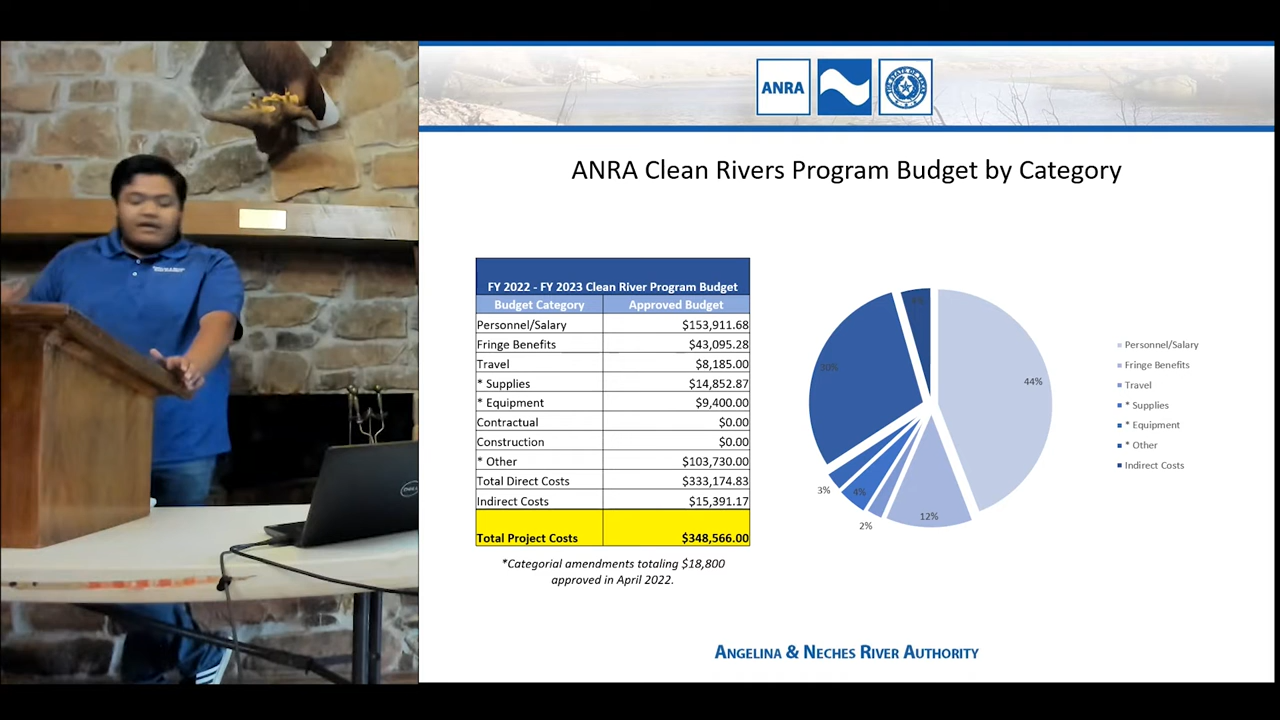 ANRA
ANRA Clean Rivers Program Budget by Category
FY 2022 - FY 2023 Clean River Program Budget
Budget Category Approved Budget
Personnel/Salary $153,911.68
Fringe Benefits $43,095.28
Travel $8,185.00
* Supplies $14,852.87
* Equipment $9,400.00
Contractual $0.00
Construction $0.00
* Other $103,730.00
Total Direct Costs $333,174.83
Indirect Costs $15,391.17
Total Project Costs $348,566.00
*Categorial amendments totaling $18,800
approved in April 2022.
30%
44%
3%
4%
2%
12%
Personnel/Salary
Fringe Benefits
Travel
* Supplies
* Equipment
* Other
Indirect Costs
ANGELINA & NECHES RIVER AUTHORITY